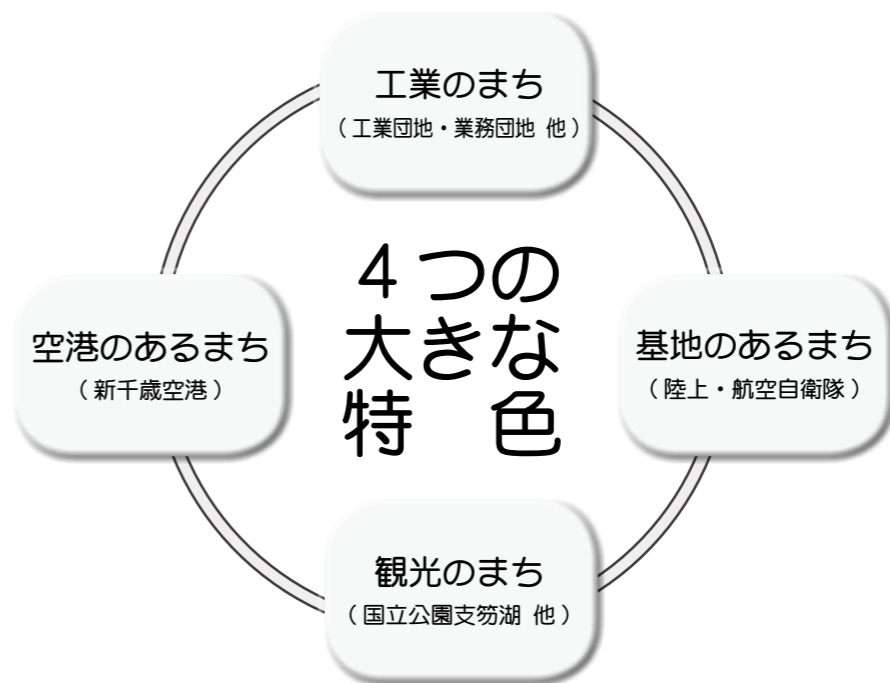 工業のまち
（工業団地・業務団地 他）
４つの
大きな
特 色
空港のあるまち
（新千歳空港）
基地のあるまち
（陸上・航空自衛隊）
観光のまち
（国立公園支笏湖 他）